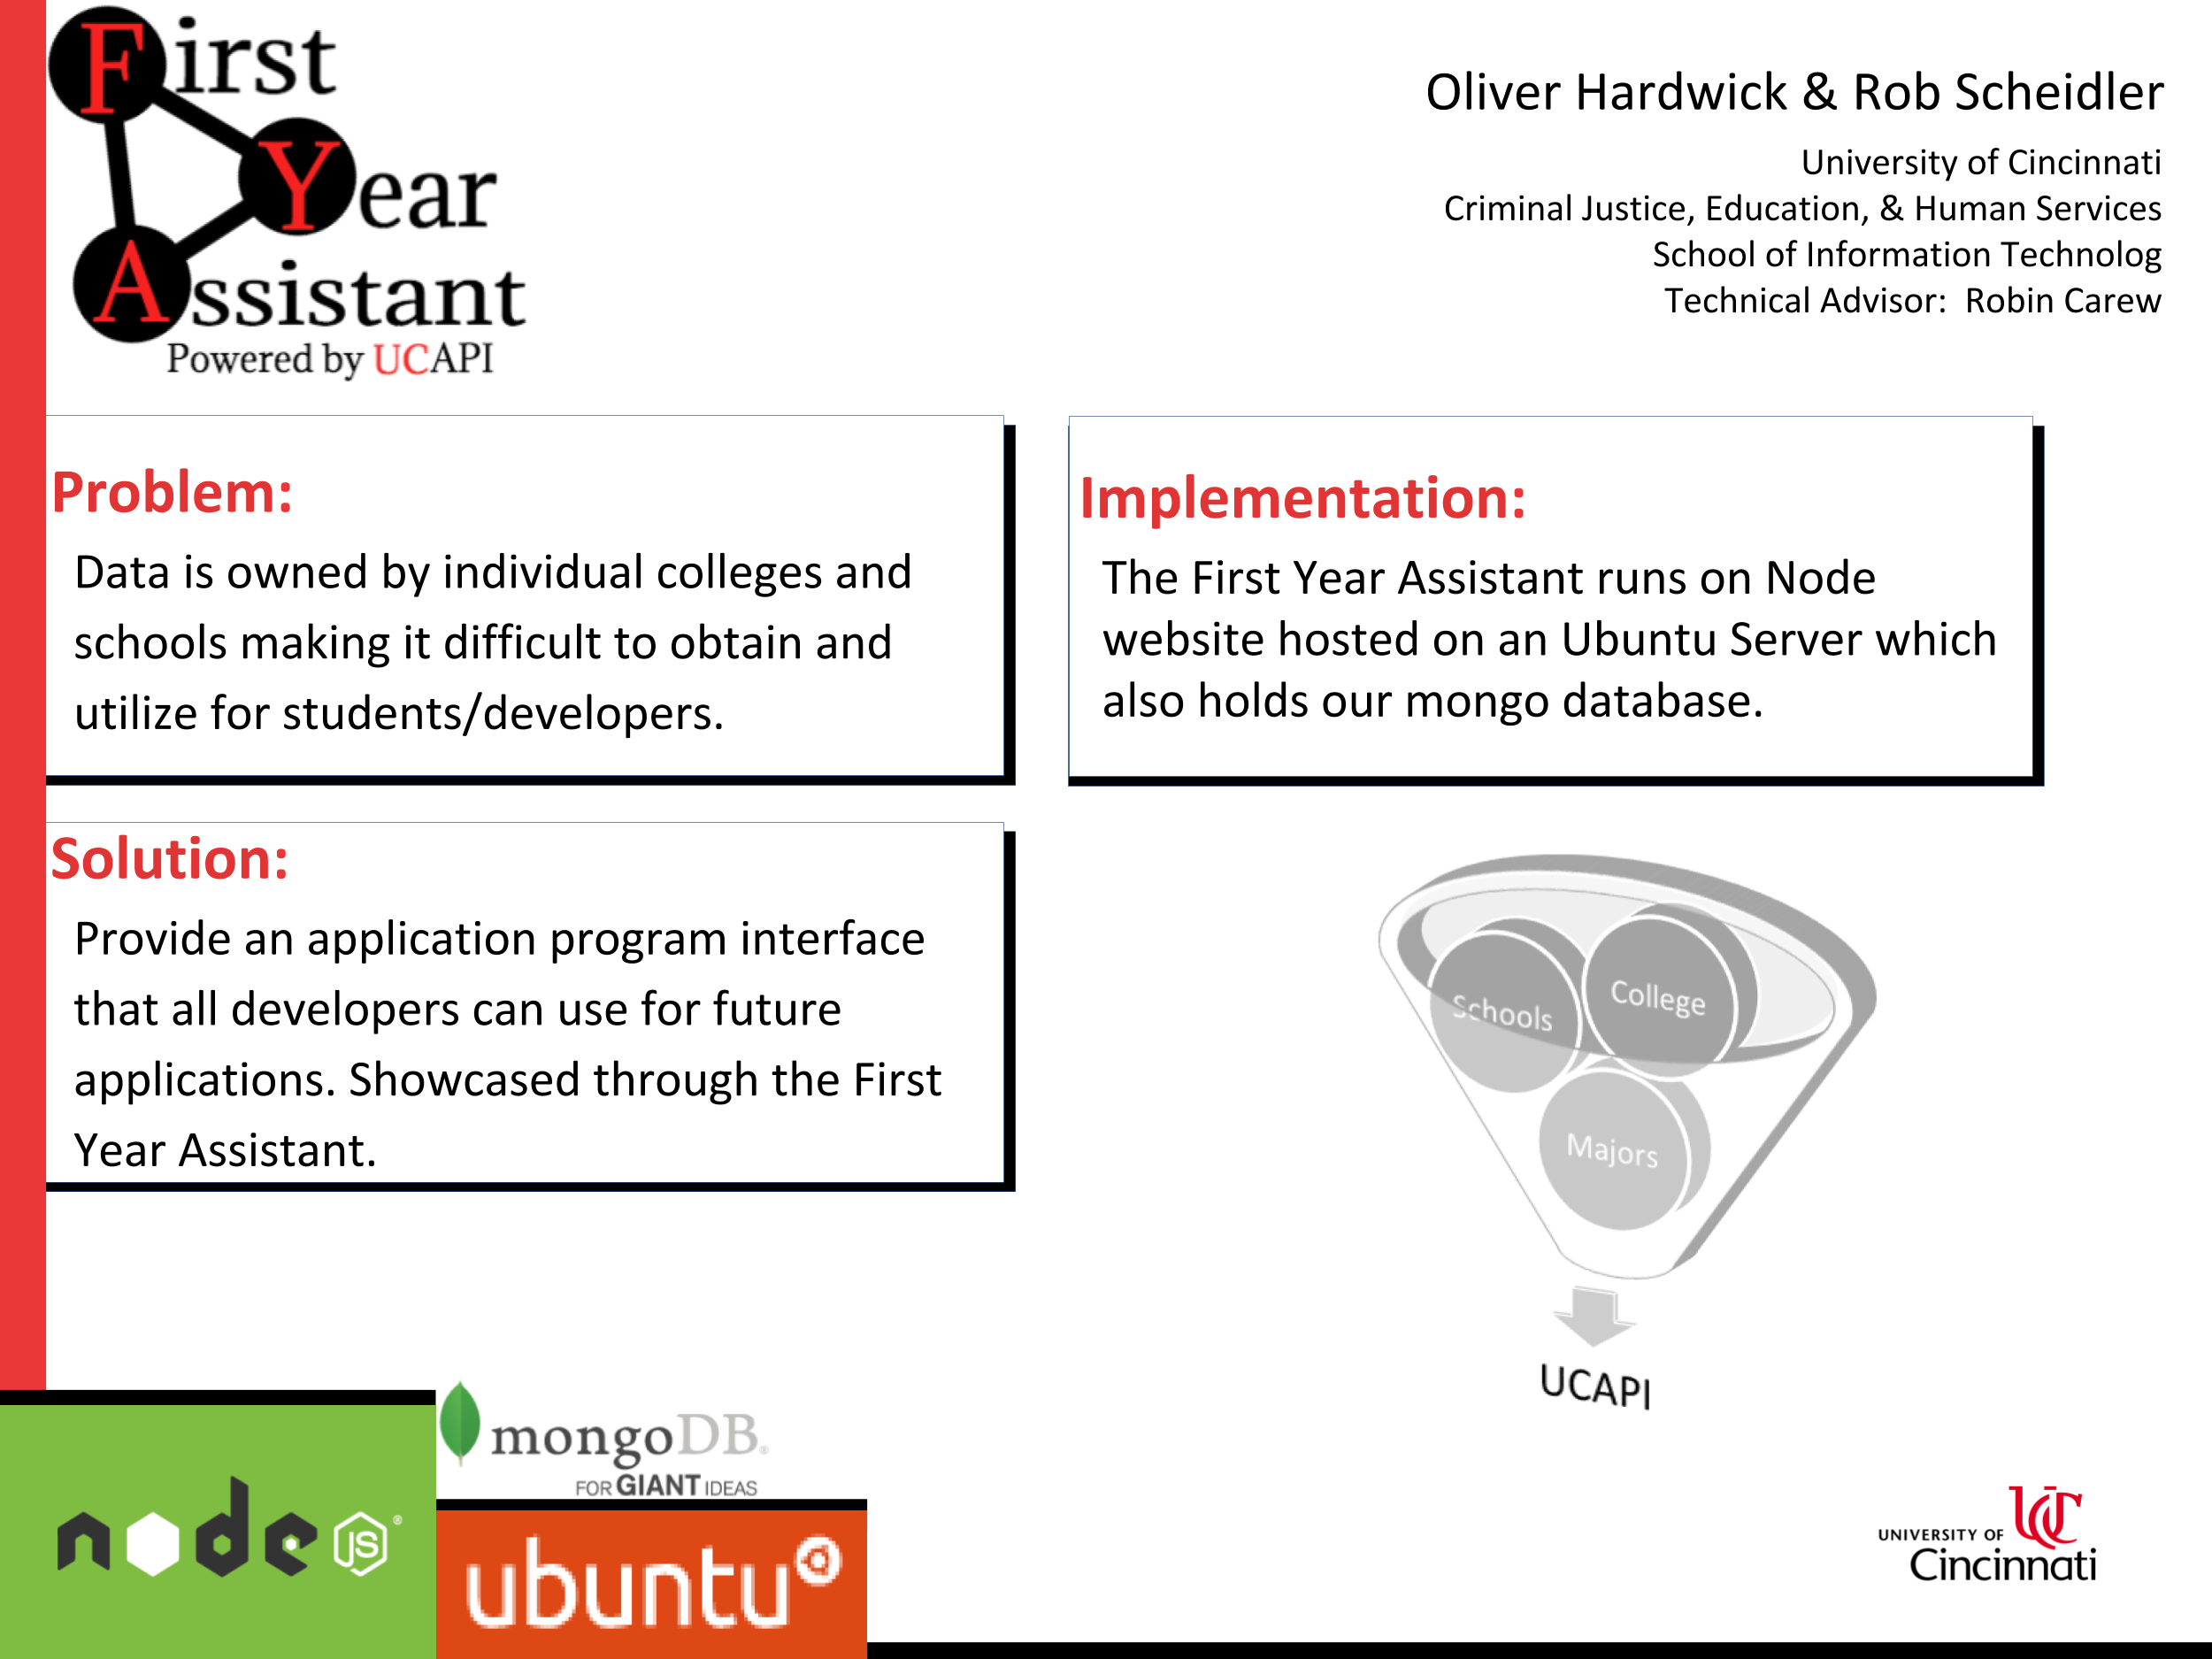 First
Year
Assistant
Powered by UCAPI
Oliver Hardwick & Rob Scheidler
University of Cincinnati
Criminal Justice, Education, & Human Services
School of Information Technolog
Technical Advisor:  Robin Carew
Problem:
Data is owned by individual colleges and
schools making it difficult to obtain and
utilize for students/developers.
Solution:
Provide an application program interface
that all developers can use for future
applications. Showcased through the First
Year Assistant.
Implementation:
The First Year Assistant runs on Node
website hosted on an Ubuntu Server which
also holds our mongo database.
Schools
College
Majors
UCAPI
node JS®
mongoDB®
FOR GIANT IDEAS
ubuntu
UC
UNIVERSITY OF
Cincinnati